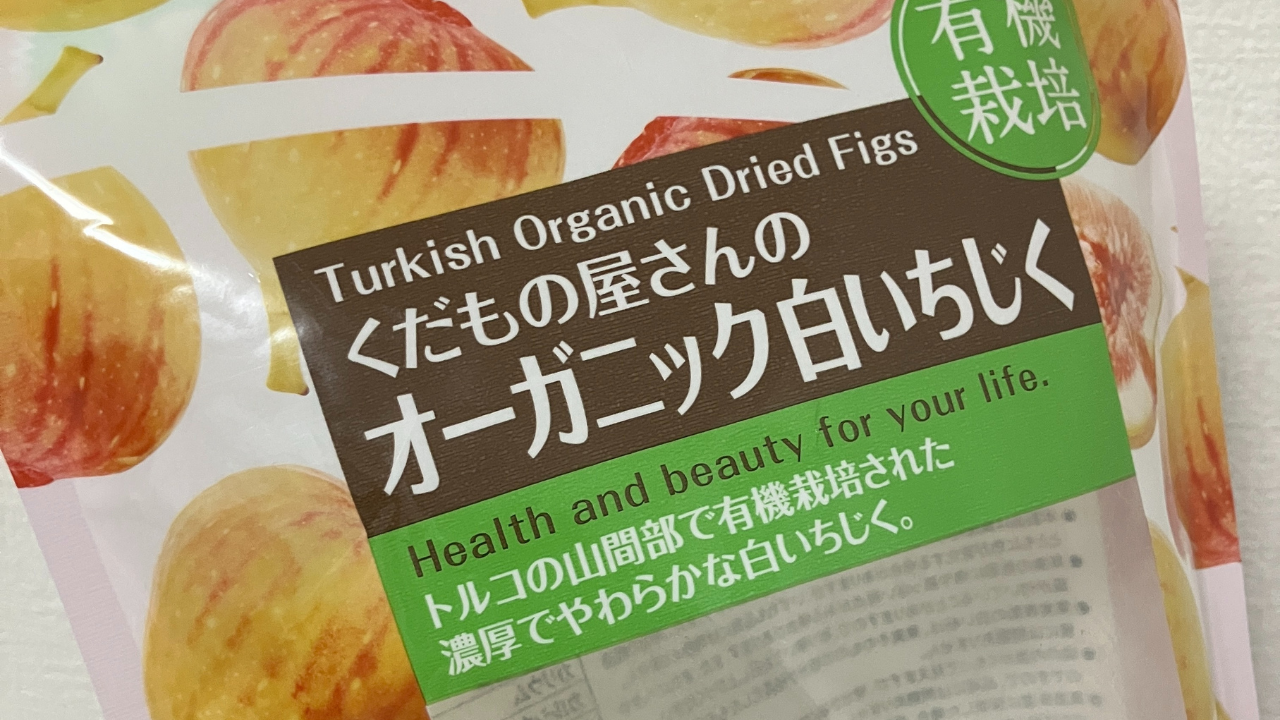 有機
栽培
Turkish Organic Dried Figs
くだもの屋さんの
オーガニック白いちじく
Health and beauty for your life.
トルコの山間部で有機栽培された
濃厚でやわらかな白いちじく。